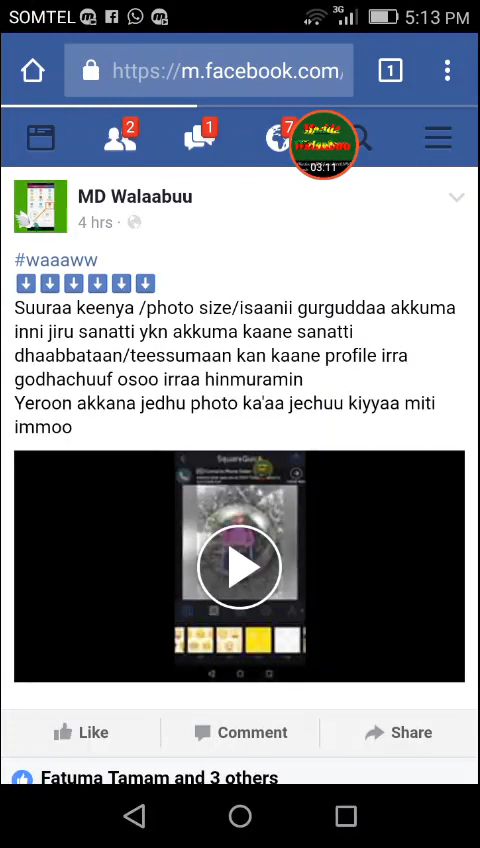 SOMTEL 3G 5:13 PM
https://m.facebook.com/ 1
2 1 7
03:11
MD Walaabuu
4 hrs ·
#waaaww
Suuraa keenya /photo size/isaanii gurguddaa akkuma
inni jiru sanatti ykn akkuma kaane sanatti
dhaabbataan/teessumaan kan kaane profile irra
godhachuuf osoo irraa hinmuramin
Yeroon akkana jedhu photo ka'aa jechuu kiyyaa miti
immoo
SquareQuick
Like Comment Share
Fatuma Tamam and 3 others